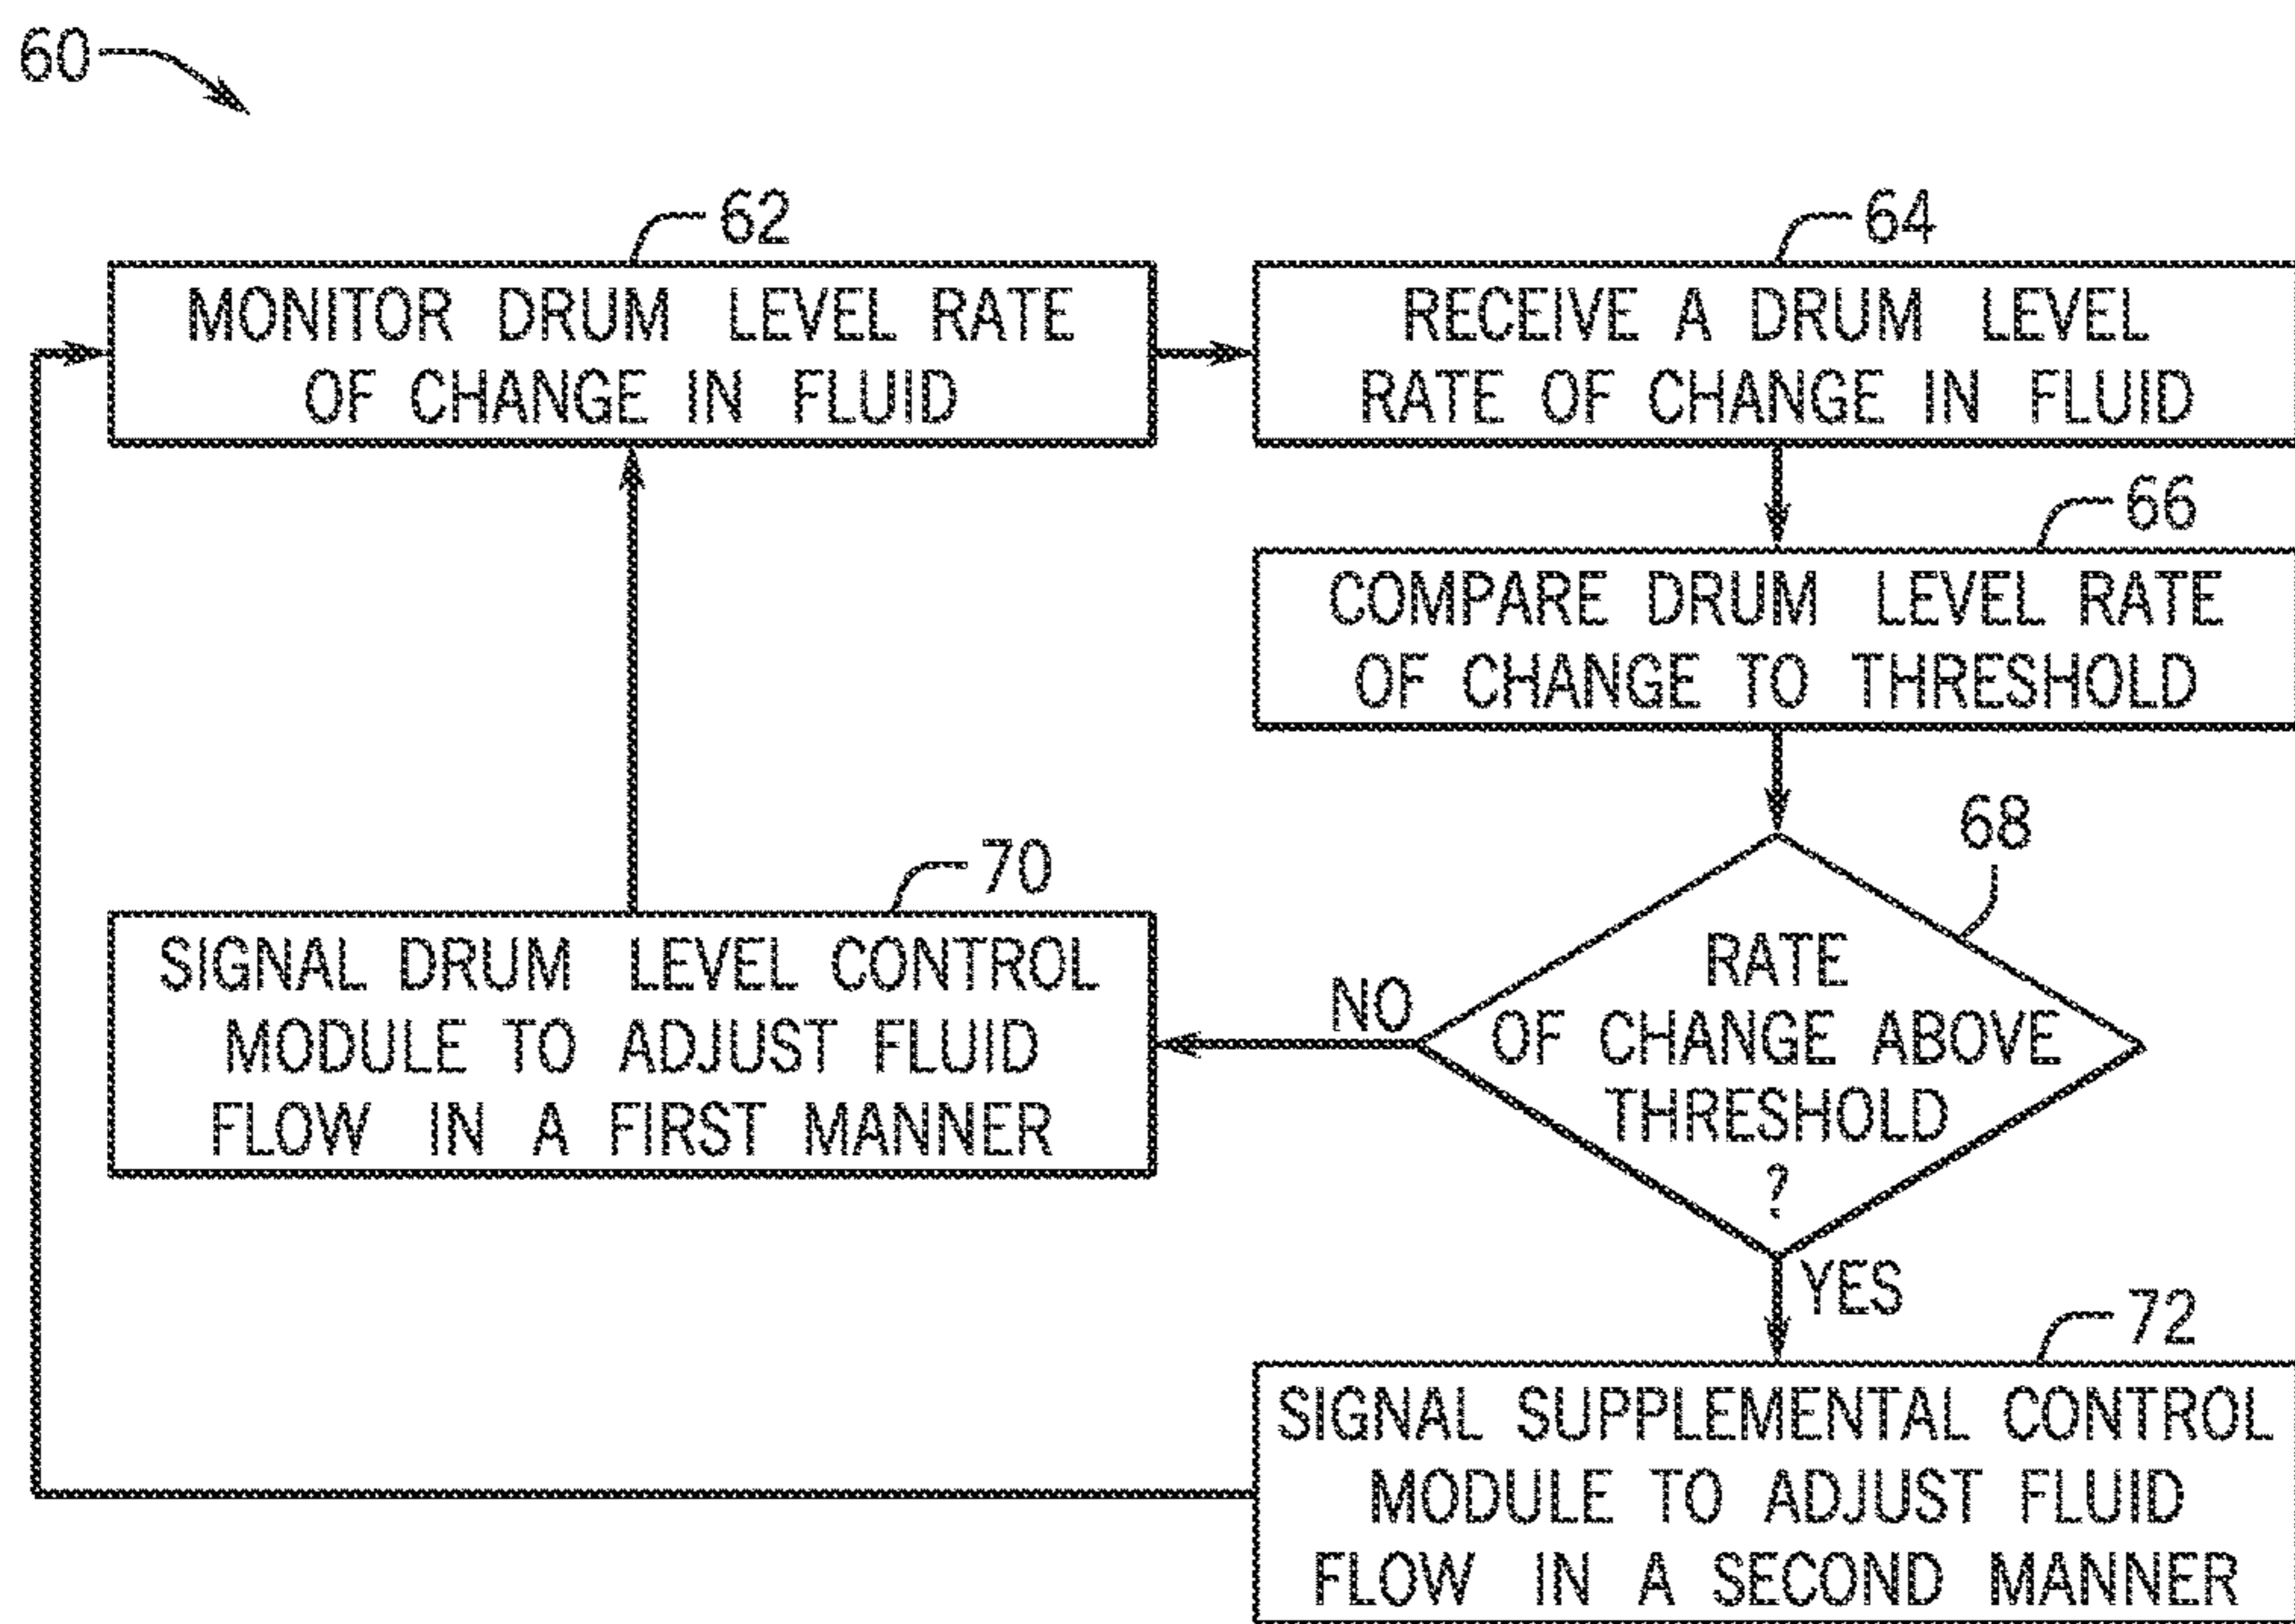 60
62
MONITOR DRUM LEVEL RATE
OF CHANGE IN FLUID
64
RECEIVE A DRUM LEVEL
RATE OF CHANGE IN FLUID
66
COMPARE DRUM LEVEL RATE
OF CHANGE TO THRESHOLD
68
RATE
OF CHANGE ABOVE
THRESHOLD
?
NO
70
SIGNAL DRUM LEVEL CONTROL
MODULE TO ADJUST FLUID
FLOW IN A FIRST MANNER
YES
72
SIGNAL SUPPLEMENTAL CONTROL
MODULE TO ADJUST FLUID
FLOW IN A SECOND MANNER